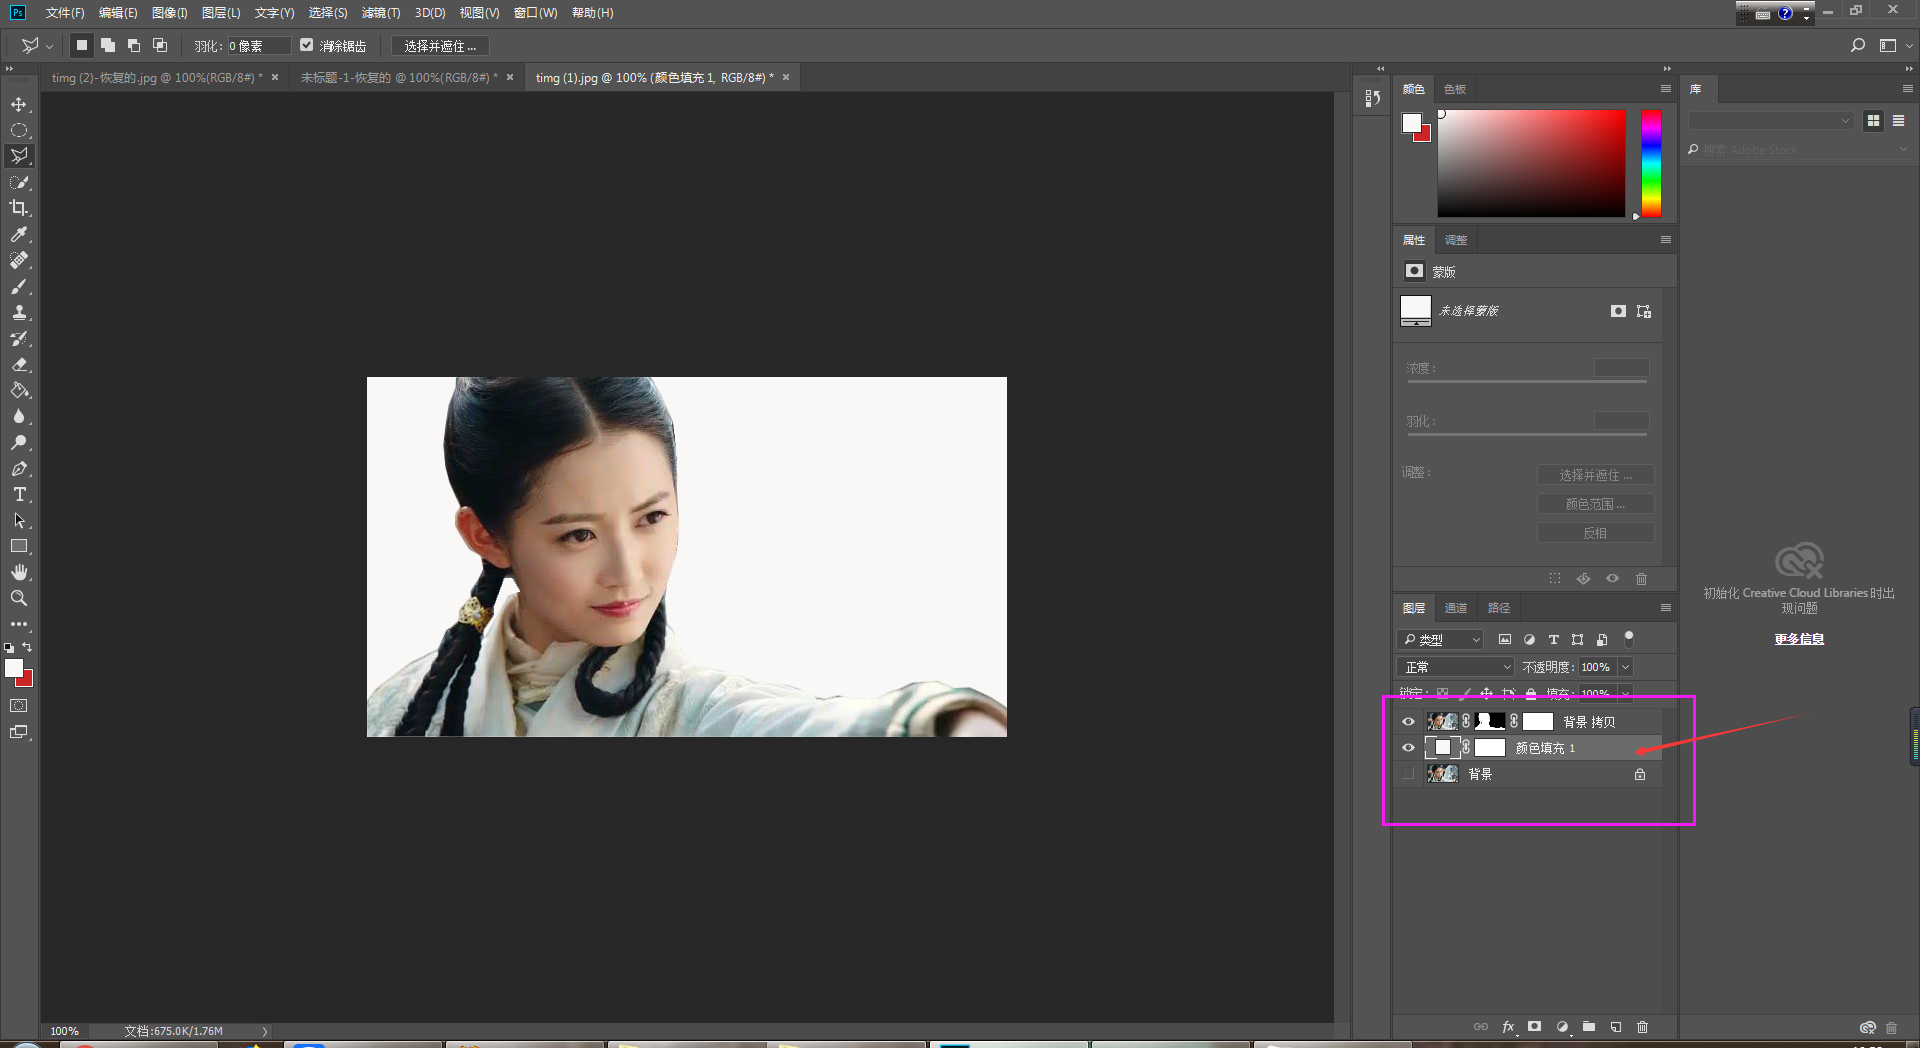 Ps 文件(F) 编辑(E) 图像(I) 图层(L) 文字(Y) 选择(S) 滤镜(T) 3D(D) 视图(V) 窗口(W) 帮助(H)
羽化: 0 像素 消除锯齿 选择并遮住 ...
timg (2)-恢复的.jpg @ 100%(RGB/8#) * × 未标题-1-恢复的 @ 100%(RGB/8#) * × timg (1).jpg @ 100% (颜色填充 1, RGB/8#) * ×
颜色 色板
库
搜索 Adobe Stock
属性 调整
蒙版
未选择蒙版
浓度:
羽化:
调整:
选择并遮住 ...
颜色范围 ...
反相
初始化 Creative Cloud Libraries 时出
现问题
更多信息
图层 通道 路径
类型
正常 不透明度: 100%
锁定: 填充: 100%
背景 拷贝
颜色填充 1
背景
fx
100% 文档:675.0K/1.76M